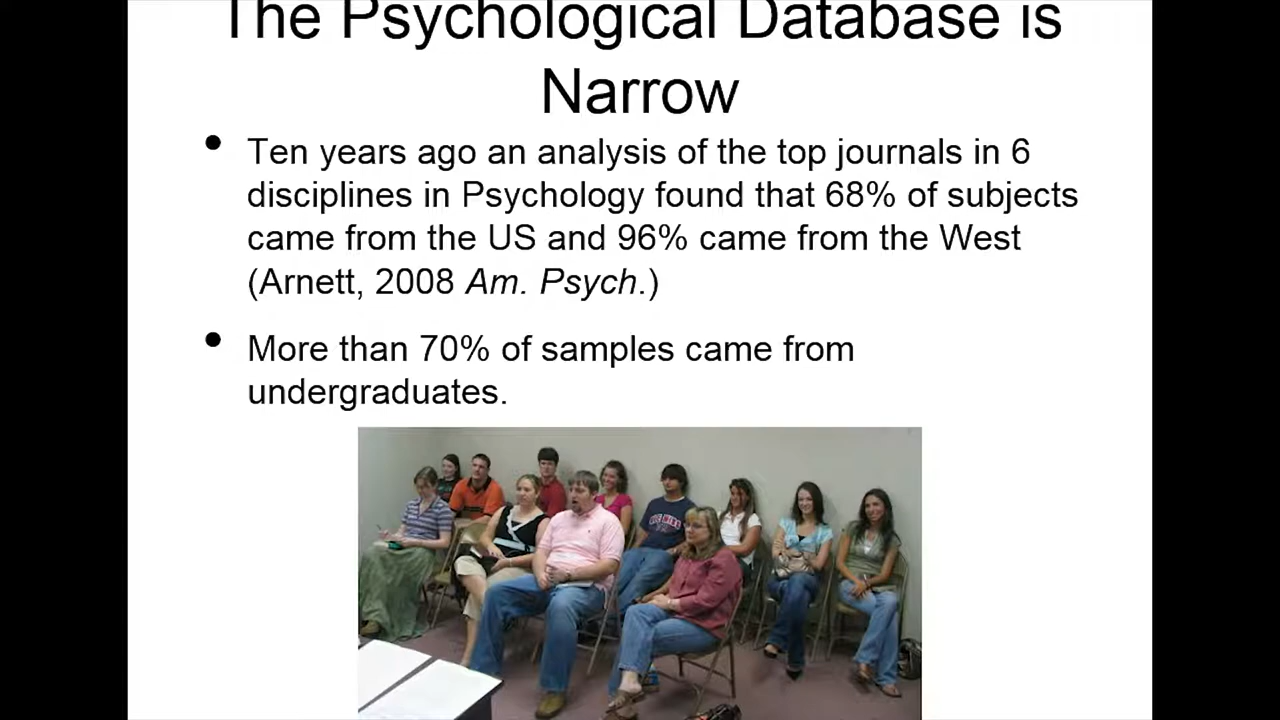 The Psychological Database is
Narrow
• Ten years ago an analysis of the top journals in 6
disciplines in Psychology found that 68% of subjects
came from the US and 96% came from the West
(Arnett, 2008 Am. Psych.)
• More than 70% of samples came from
undergraduates.